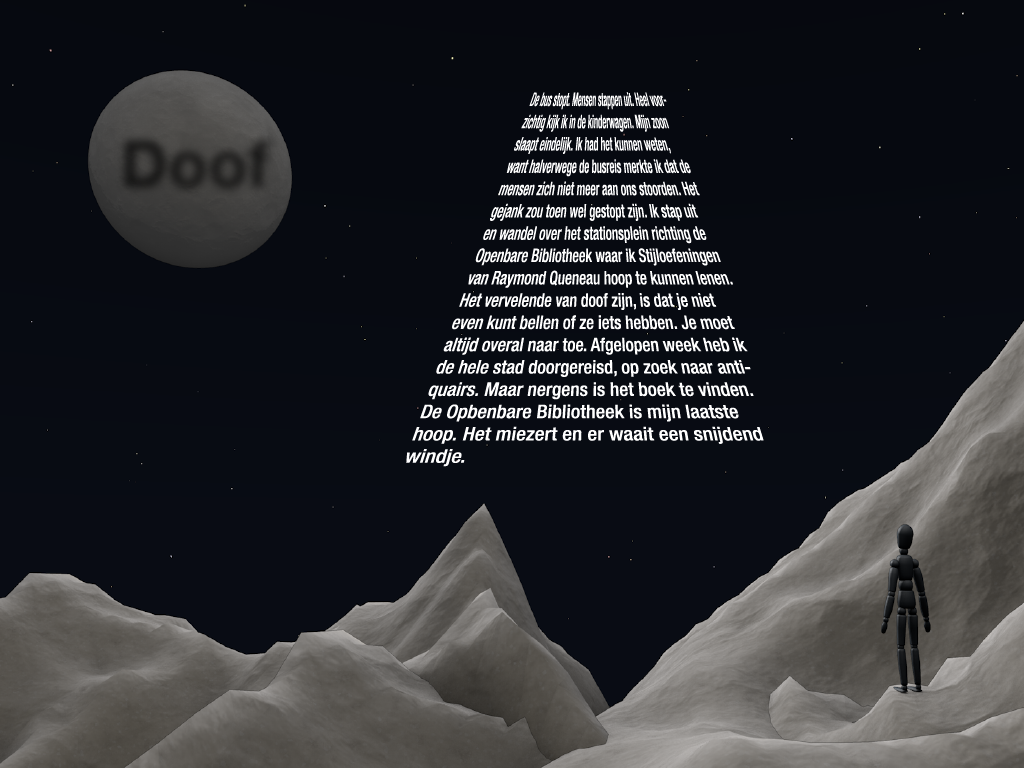 Doof
De bus stopt. Mensen stappen uit. Heel voor-
zichtig kijk ik in de kinderwagen. Mijn zoon
slaapt eindelijk. Ik had het kunnen weten,
want halverwege de busreis merkte ik dat de
mensen zich niet meer aan ons stoorden. Het
gejank zou toen wel gestopt zijn. Ik stap uit
en wandel over het stationsplein richting de
Openbare Bibliotheek waar ik Stijloefeningen
van Raymond Queneau hoop te kunnen lenen.
Het vervelende van doof zijn, is dat je niet
even kunt bellen of ze iets hebben. Je moet
altijd overal naar toe. Afgelopen week heb ik
de hele stad doorgereisd, op zoek naar anti-
quairs. Maar nergens is het boek te vinden.
De Opbenbare Bibliotheek is mijn laatste
hoop. Het miezert en er waait een snijdend
windje.